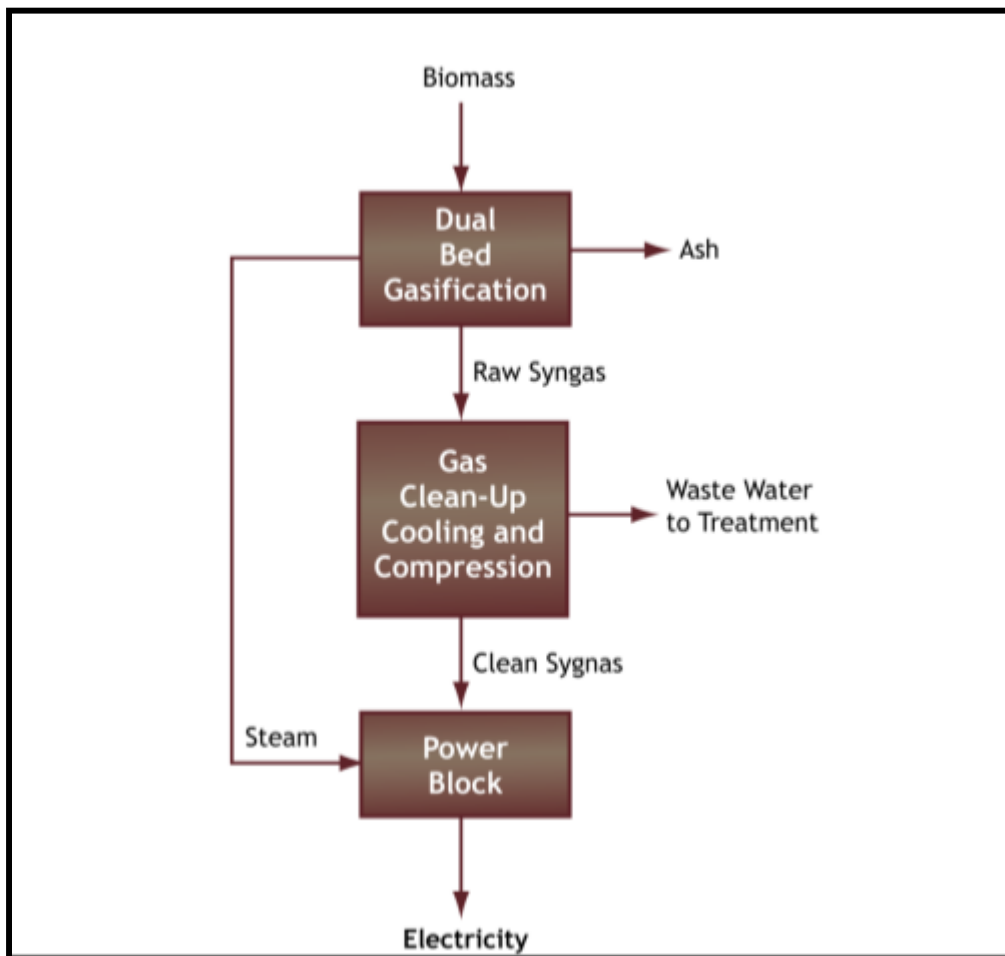 Biomass
Dual
Bed
Gasification
Ash
Raw Syngas
Gas
Clean-Up
Cooling and
Compression
Waste Water
to Treatment
Clean Sygnas
Steam
Power
Block
Electricity